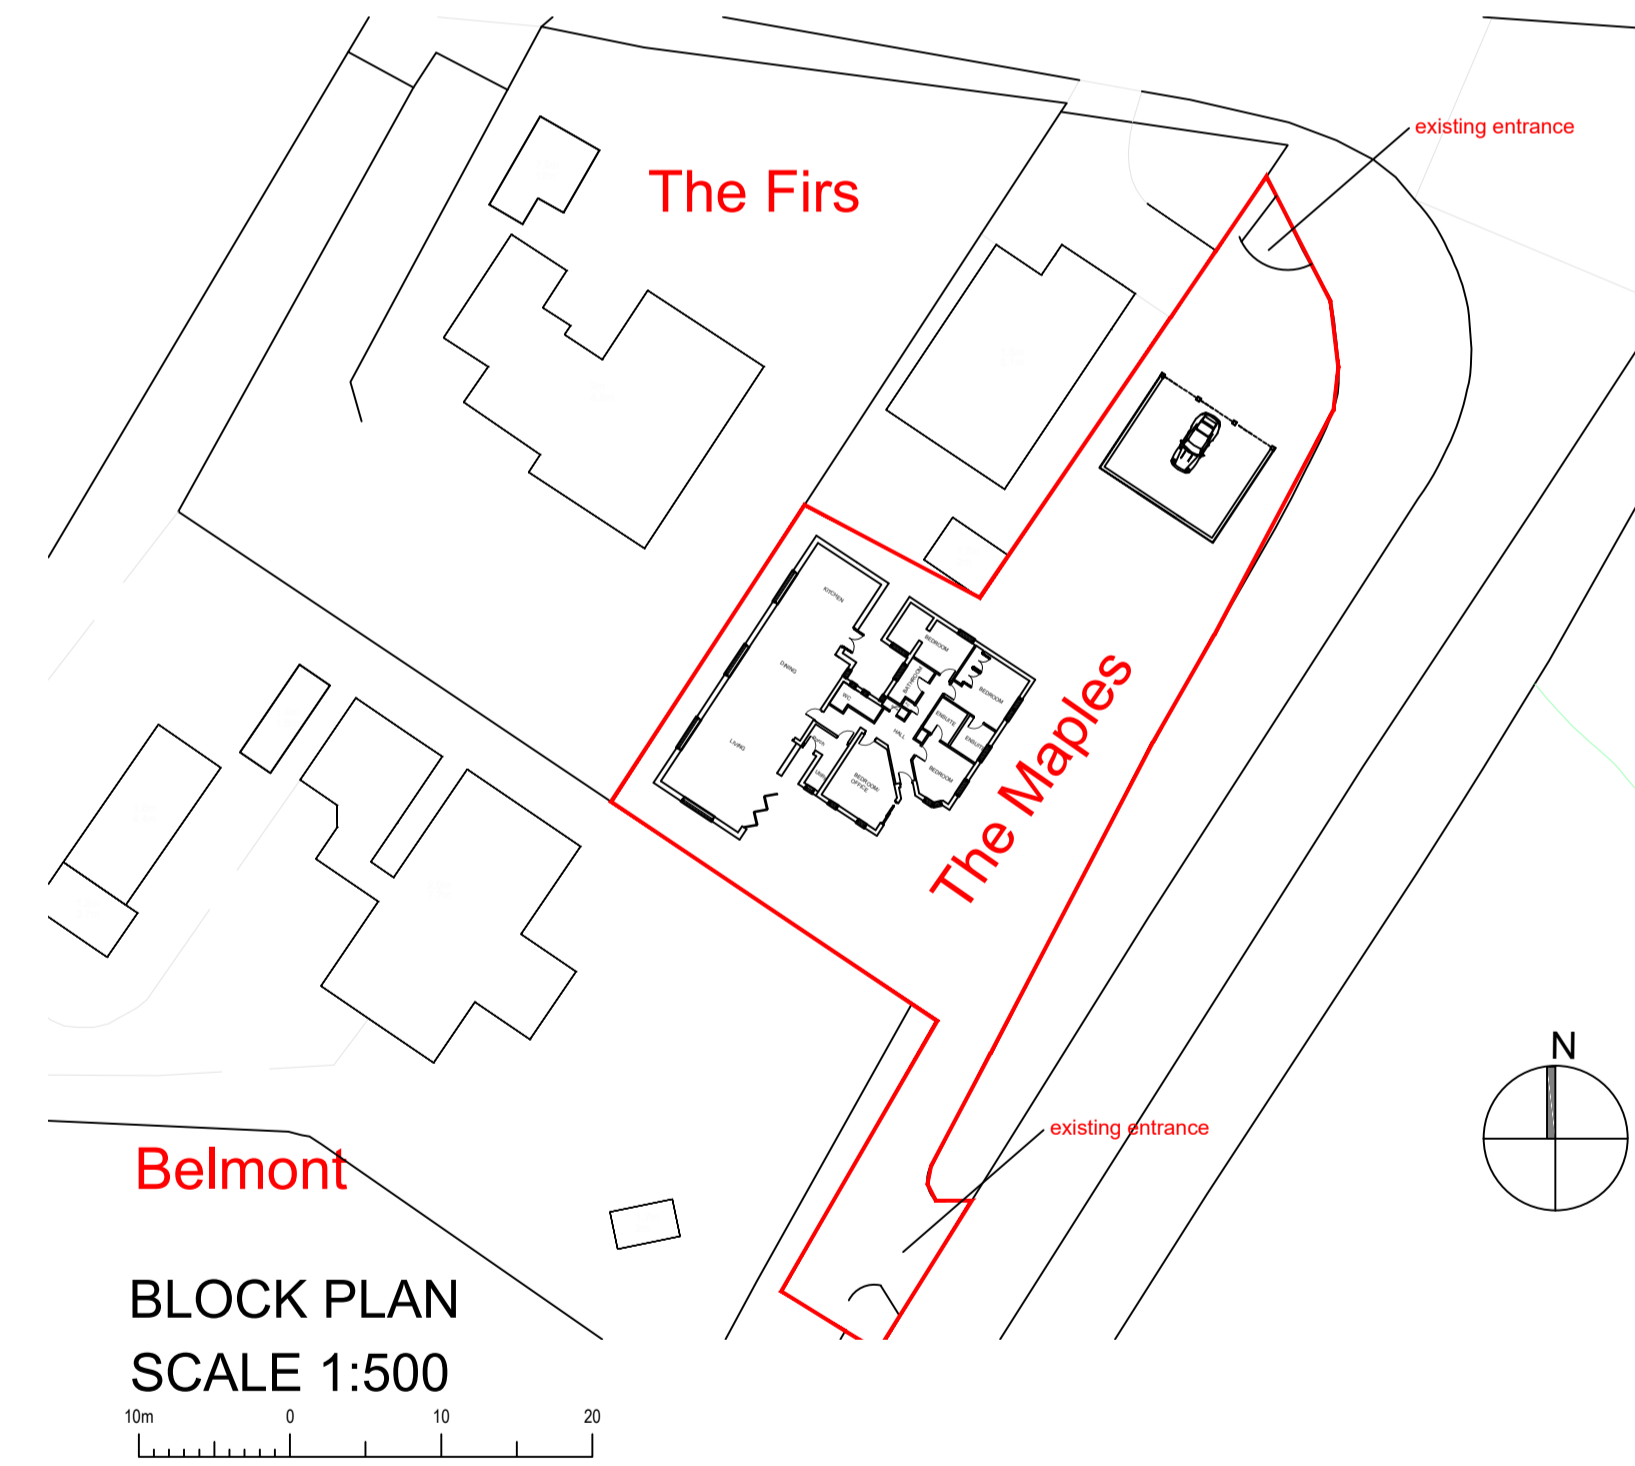 existing entrance
The Firs
KITCHEN
BEDROOM
DINING
BATHROOM
BEDROOM
WC
ENSUITE
HALL
ENSUITE
LIVING
BEDROOM
BEDROOM/
OFFICE
The Maples
N
existing entrance
Belmont
BLOCK PLAN
SCALE 1:500
10m 0 10 20